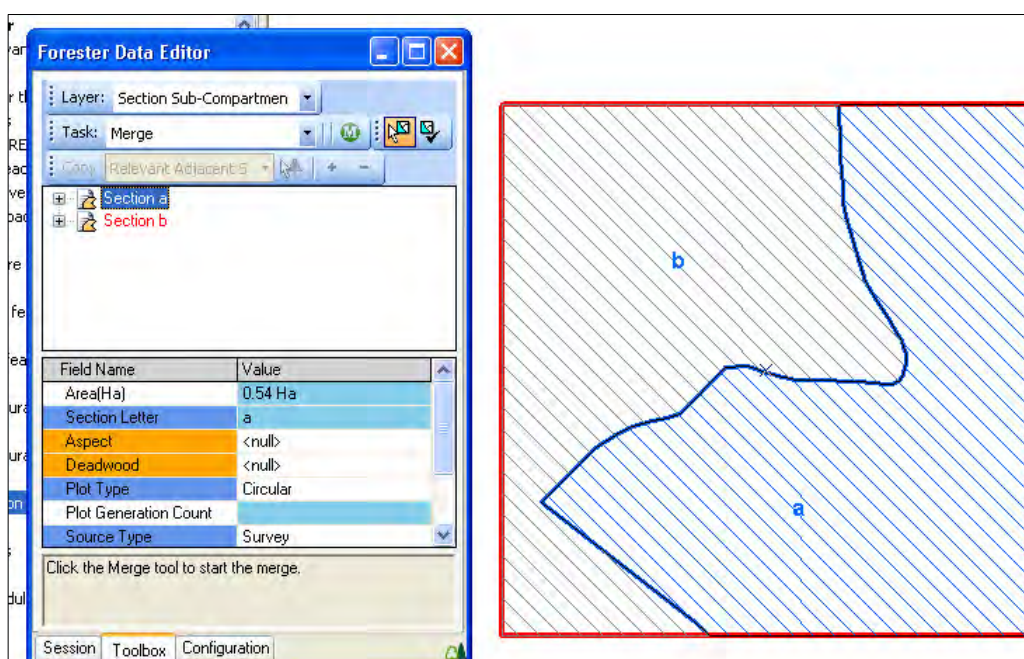 Forester Data Editor
Layer: Section Sub-Compartmen
Task: Merge
Copy Relevant Adjacent S
Section a
Section b
Field Name Value
Area(Ha) 0.54 Ha
Section Letter a
Aspect <null>
Deadwood <null>
Plot Type Circular
Plot Generation Count
Source Type Survey
Click the Merge tool to start the merge.
Session Toolbox Configuration
b
a